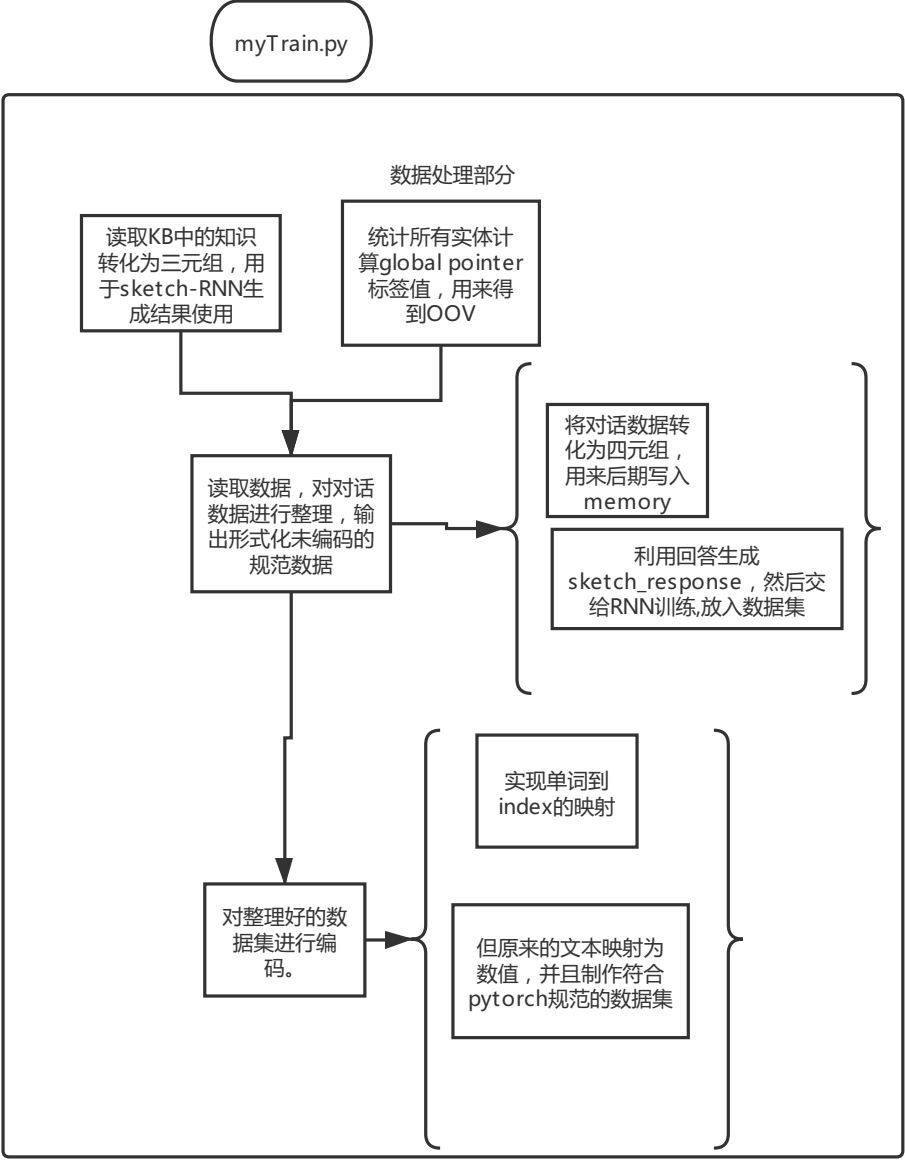 myTrain.py
数据处理部分
读取KB中的知识
转化为三元组，用
于sketch-RNN生
成结果使用
统计所有实体计
算global pointer
标签值，用来得
到OOV
将对话数据转
化为四元组，
用来后期写入
memory
读取数据，对对话
数据进行整理，输
出形式化未编码的
规范数据
利用回答生成
sketch_response，然后交
给RNN训练,放入数据集
实现单词到
index的映射
对整理好的数
据集进行编
码。
但原来的文本映射为
数值，并且制作符合
pytorch规范的数据集